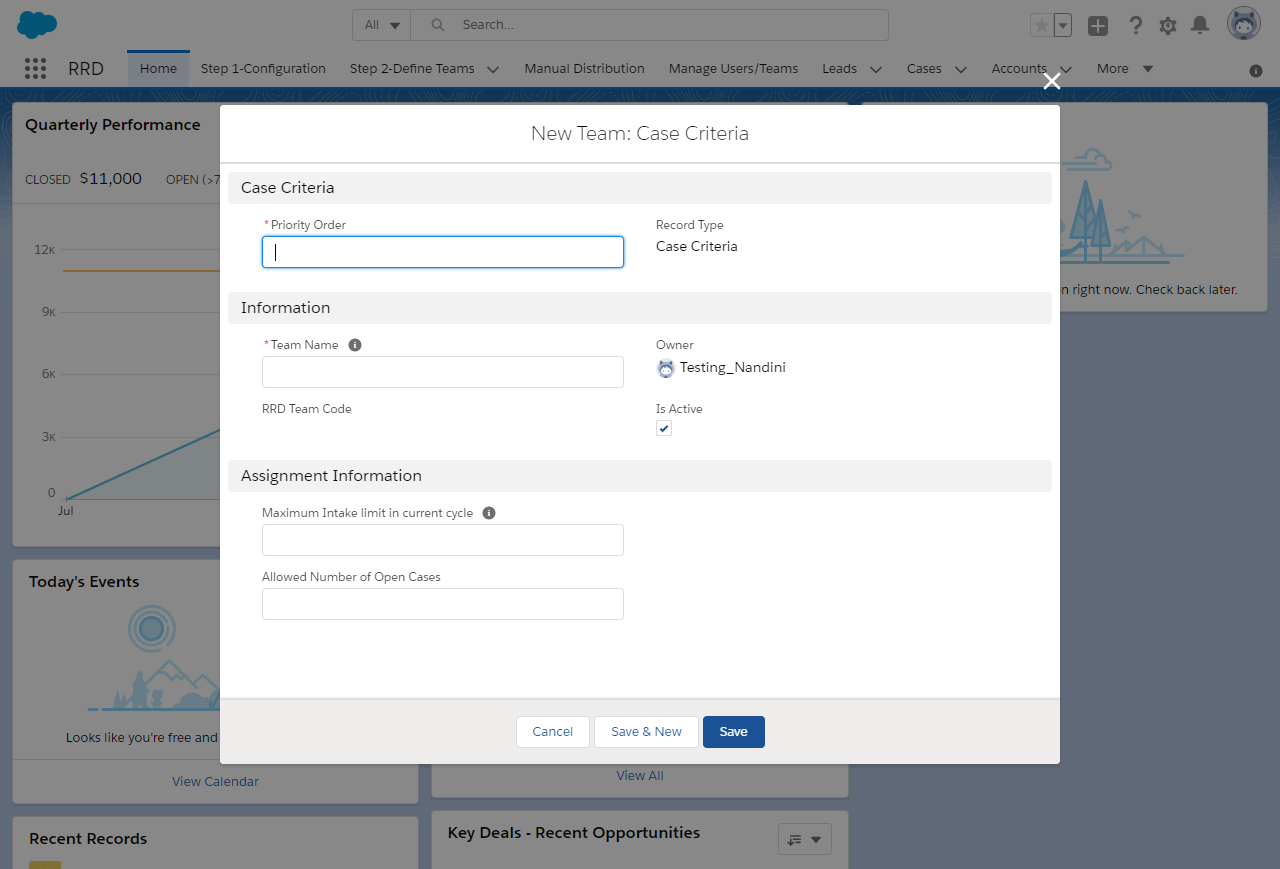 All
Search...
RRD
Home
Step 1-Configuration
Step 2-Define Teams
Manual Distribution
Manage Users/Teams
Leads
Cases
Accounts
More
Quarterly Performance
CLOSED $11,000 OPEN (>7
12K
9K
6K
3K
0
Jul
n right now. Check back later.
New Team: Case Criteria
Case Criteria
*Priority Order
Record Type
Case Criteria
Information
*Team Name
Owner
Testing_Nandini
RRD Team Code
Is Active
Assignment Information
Maximum Intake limit in current cycle
Allowed Number of Open Cases
Cancel
Save & New
Save
Today's Events
Looks like you're free and
View Calendar
View All
Recent Records
Key Deals - Recent Opportunities